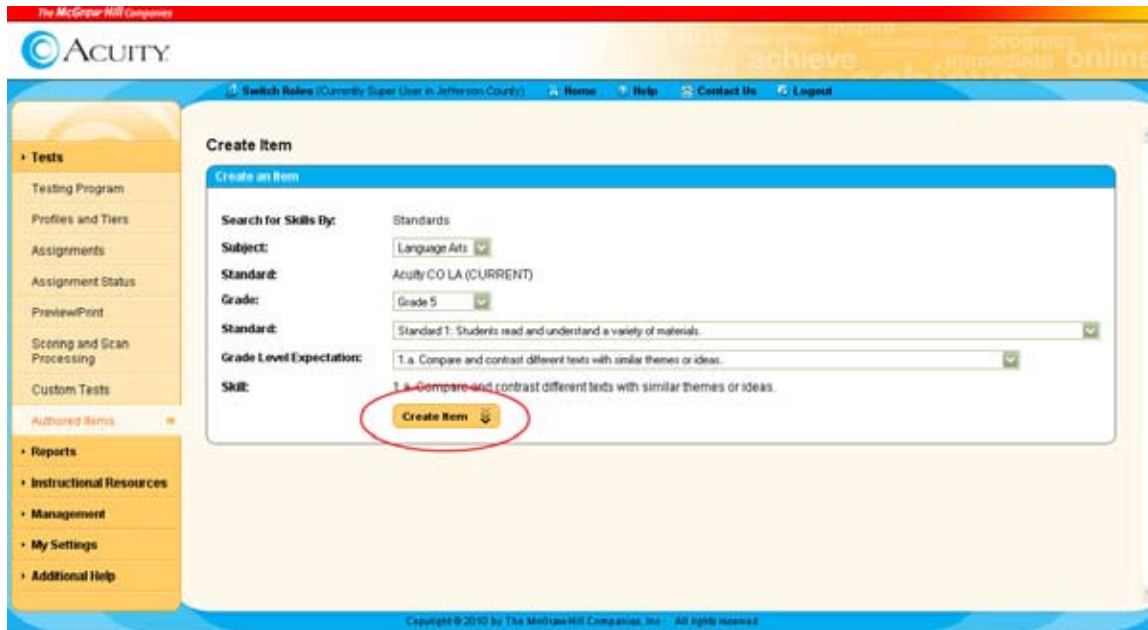 The McGraw-Hill Companies
ACUITY
achieve
progress
immediate online
Switch Roles (Currently Super User in Jefferson County) Home Help Contact Us Logout
Create Item
Create an Item
Tests
Testing Program
Profiles and Tiers
Assignments
Assignment Status
Preview/Print
Scoring and Scan
Processing
Custom Tests
Authored Items
Reports
Instructional Resources
Management
My Settings
Additional Help
Search for Skills By: Standards
Subject: Language Arts
Standard: Acuity CO LA (CURRENT)
Grade: Grade 5
Standard: Standard 1: Students read and understand a variety of materials.
Grade Level Expectation: 1.a. Compare and contrast different texts with similar themes or ideas.
Skill: 1.a. Compare and contrast different texts with similar themes or ideas.
Create Item
Copyright © 2010 by The McGraw-Hill Companies, Inc. All rights reserved